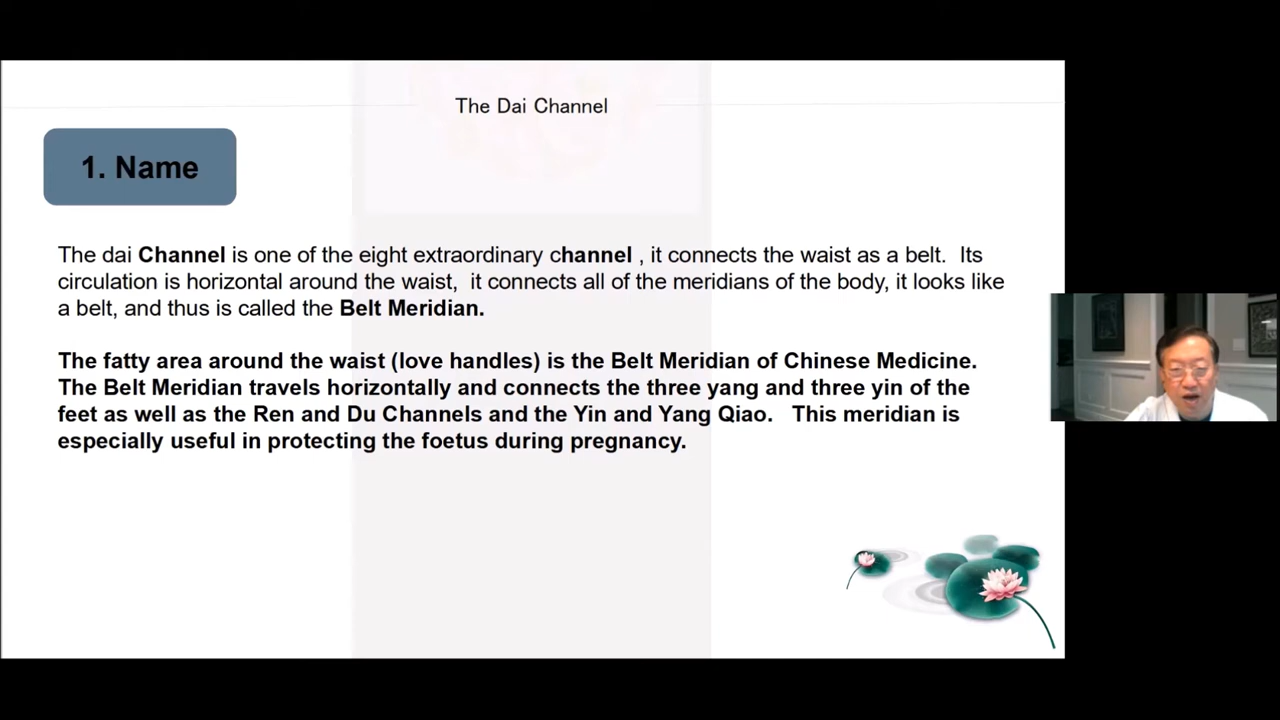 The Dai Channel
1. Name
The dai Channel is one of the eight extraordinary channel , it connects the waist as a belt. Its
circulation is horizontal around the waist, it connects all of the meridians of the body, it looks like
a belt, and thus is called the Belt Meridian.
The fatty area around the waist (love handles) is the Belt Meridian of Chinese Medicine.
The Belt Meridian travels horizontally and connects the three yang and three yin of the
feet as well as the Ren and Du Channels and the Yin and Yang Qiao. This meridian is
especially useful in protecting the foetus during pregnancy.